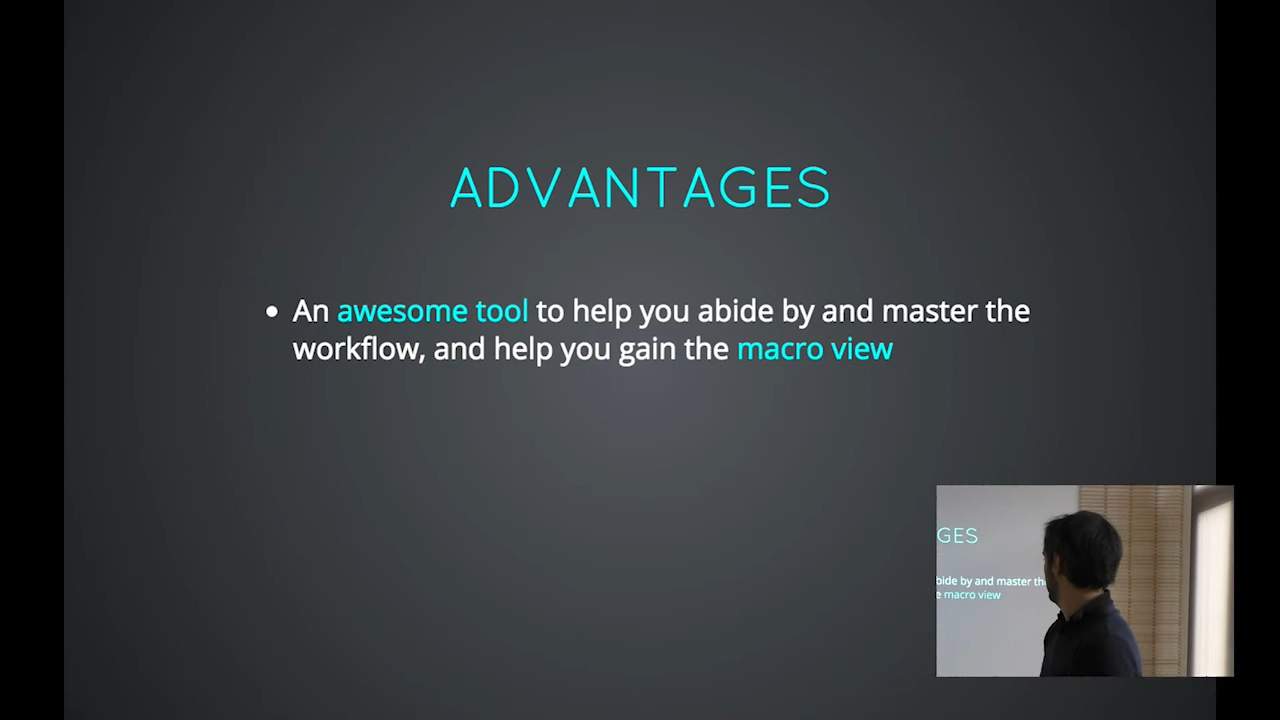 ADVANTAGES
• An awesome tool to help you abide by and master the
workflow, and help you gain the macro view
GES
bide by and master th
e macro view